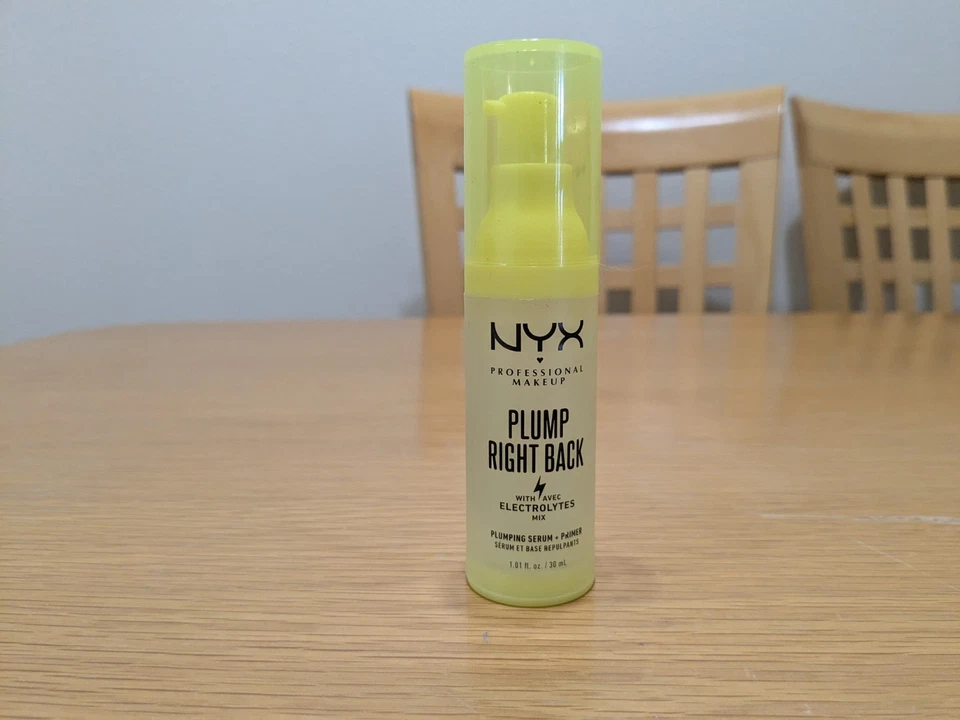 NYX
PROFESSIONAL
MAKEUP
PLUMP
RIGHT BACK
WITH AVEC
ELECTROLYTES
MIX
PLUMPING SERUM + PRIMER
SÉRUM ET BASE REPULPANTS
1.01 fl. oz. / 30 mL